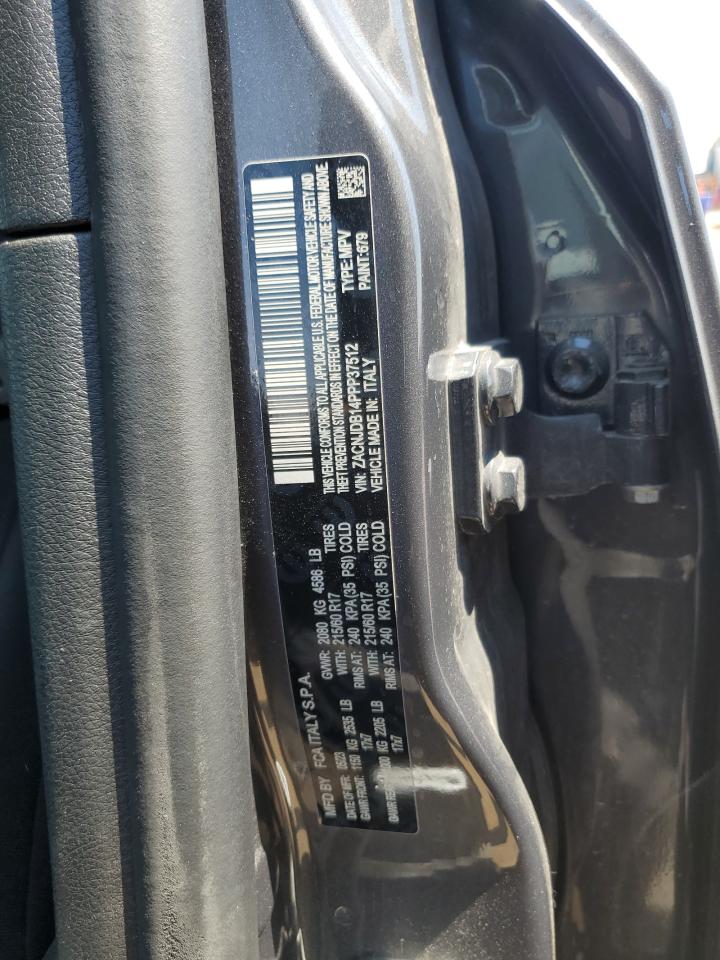 MFD BY FCA ITALY S.P.A.
DATE OF MFR: 05/23 GVWR: 2080 KG 4586 LB
GAWR FRONT: 1150 KG 2535 LB WITH: 215/60 R17 TIRES
17x7 RIMS AT: 240 KPA (35 PSI) COLD
GAWR REAR: KG 2205 LB WITH: 215/60 R17 TIRES
17x7 RIMS AT: 240 KPA (35 PSI) COLD
THIS VEHICLE CONFORMS TO ALL APPLICABLE U.S. FEDERAL MOTOR VEHICLE SAFETY AND
THEFT PREVENTION STANDARDS IN EFFECT ON THE DATE OF MANUFACTURE SHOWN ABOVE.
VIN: ZACNJDB14PPP37512 TYPE: MPV
VEHICLE MADE IN: ITALY PAINT: 679